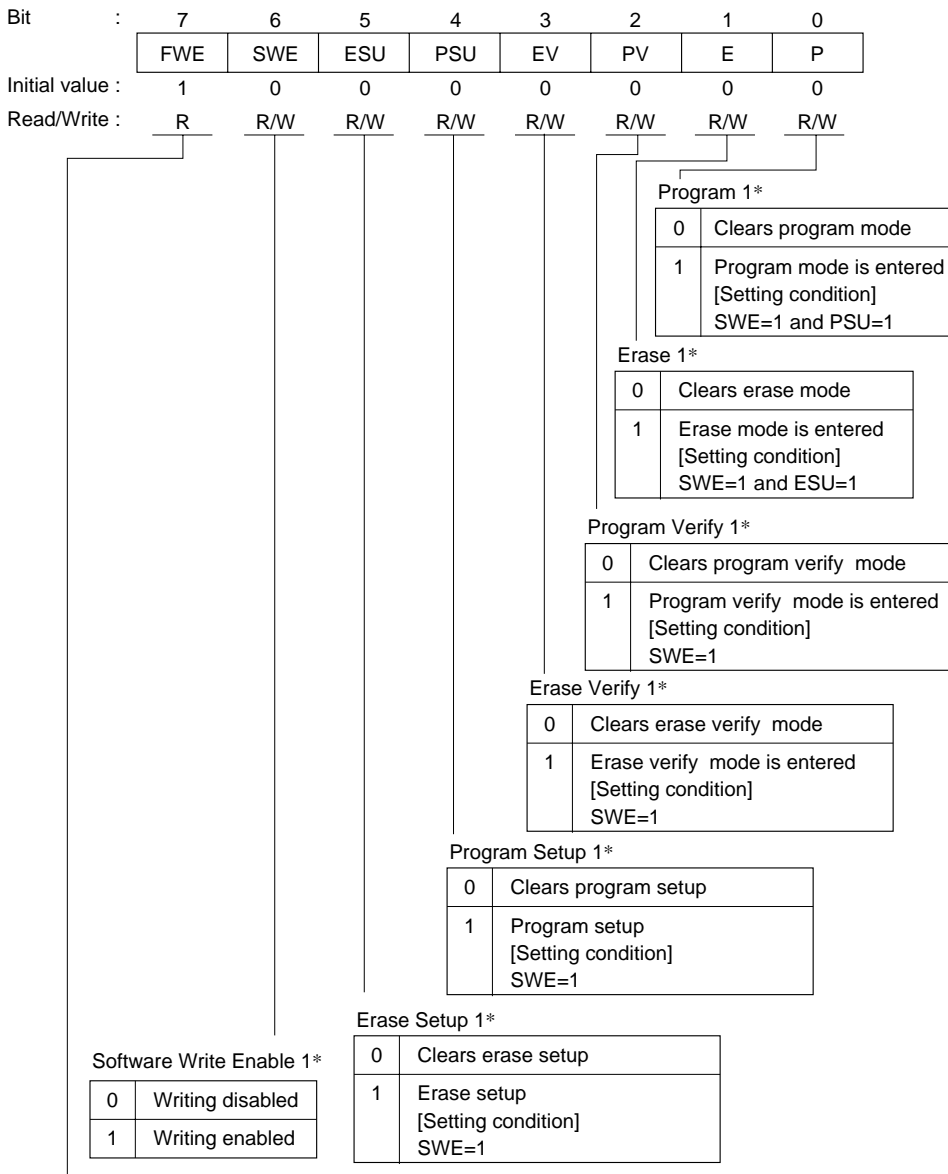 Bit : 7 6 5 4 3 2 1 0
FWE SWE ESU PSU EV PV E P
Initial value : 1 0 0 0 0 0 0 0
Read/Write : R R/W R/W R/W R/W R/W R/W R/W
Program 1*
0 Clears program mode
1 Program mode is entered
[Setting condition]
SWE=1 and PSU=1
Erase 1*
0 Clears erase mode
1 Erase mode is entered
[Setting condition]
SWE=1 and ESU=1
Program Verify 1*
0 Clears program verify mode
1 Program verify mode is entered
[Setting condition]
SWE=1
Erase Verify 1*
0 Clears erase verify mode
1 Erase verify mode is entered
[Setting condition]
SWE=1
Program Setup 1*
0 Clears program setup
1 Program setup
[Setting condition]
SWE=1
Erase Setup 1*
0 Clears erase setup
1 Erase setup
[Setting condition]
SWE=1
Software Write Enable 1*
0 Writing disabled
1 Writing enabled